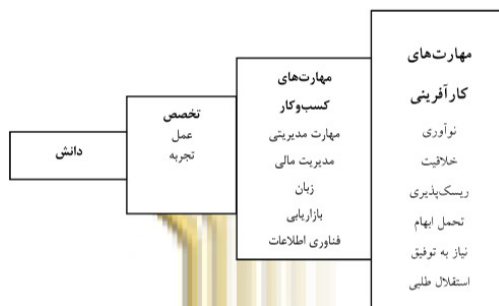 دانش
تخصص
عمل
تجربه
مهارت‌های
کسب‌وکار
مهارت مدیریتی
مدیریت مالی
زبان
بازاریابی
فناوری اطلاعات
مهارت‌های
کارآفرینی
نوآوری
خلاقیت
ریسک‌پذیری
تحمل ابهام
نیاز به توفیق
استقلال طلبی